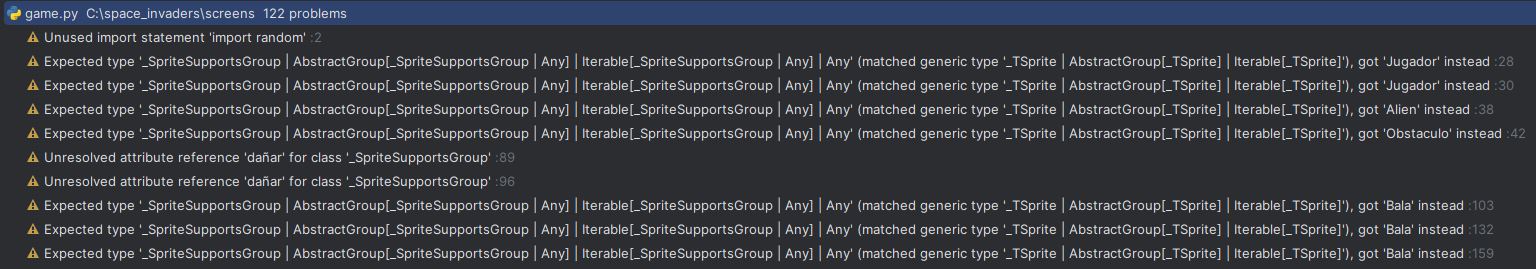 game.py C:\space_invaders\screens 122 problems
Unused import statement 'import random' :2
Expected type '_SpriteSupportsGroup | AbstractGroup[_SpriteSupportsGroup | Any] | Iterable[_SpriteSupportsGroup | Any] | Any' (matched generic type '_TSprite | AbstractGroup[_TSprite] | Iterable[_TSprite]'), got 'Jugador' instead :28
Expected type '_SpriteSupportsGroup | AbstractGroup[_SpriteSupportsGroup | Any] | Iterable[_SpriteSupportsGroup | Any] | Any' (matched generic type '_TSprite | AbstractGroup[_TSprite] | Iterable[_TSprite]'), got 'Jugador' instead :30
Expected type '_SpriteSupportsGroup | AbstractGroup[_SpriteSupportsGroup | Any] | Iterable[_SpriteSupportsGroup | Any] | Any' (matched generic type '_TSprite | AbstractGroup[_TSprite] | Iterable[_TSprite]'), got 'Alien' instead :38
Expected type '_SpriteSupportsGroup | AbstractGroup[_SpriteSupportsGroup | Any] | Iterable[_SpriteSupportsGroup | Any] | Any' (matched generic type '_TSprite | AbstractGroup[_TSprite] | Iterable[_TSprite]'), got 'Obstaculo' instead :42
Unresolved attribute reference 'dañar' for class '_SpriteSupportsGroup' :89
Unresolved attribute reference 'dañar' for class '_SpriteSupportsGroup' :96
Expected type '_SpriteSupportsGroup | AbstractGroup[_SpriteSupportsGroup | Any] | Iterable[_SpriteSupportsGroup | Any] | Any' (matched generic type '_TSprite | AbstractGroup[_TSprite] | Iterable[_TSprite]'), got 'Bala' instead :103
Expected type '_SpriteSupportsGroup | AbstractGroup[_SpriteSupportsGroup | Any] | Iterable[_SpriteSupportsGroup | Any] | Any' (matched generic type '_TSprite | AbstractGroup[_TSprite] | Iterable[_TSprite]'), got 'Bala' instead :132
Expected type '_SpriteSupportsGroup | AbstractGroup[_SpriteSupportsGroup | Any] | Iterable[_SpriteSupportsGroup | Any] | Any' (matched generic type '_TSprite | AbstractGroup[_TSprite] | Iterable[_TSprite]'), got 'Bala' instead :159